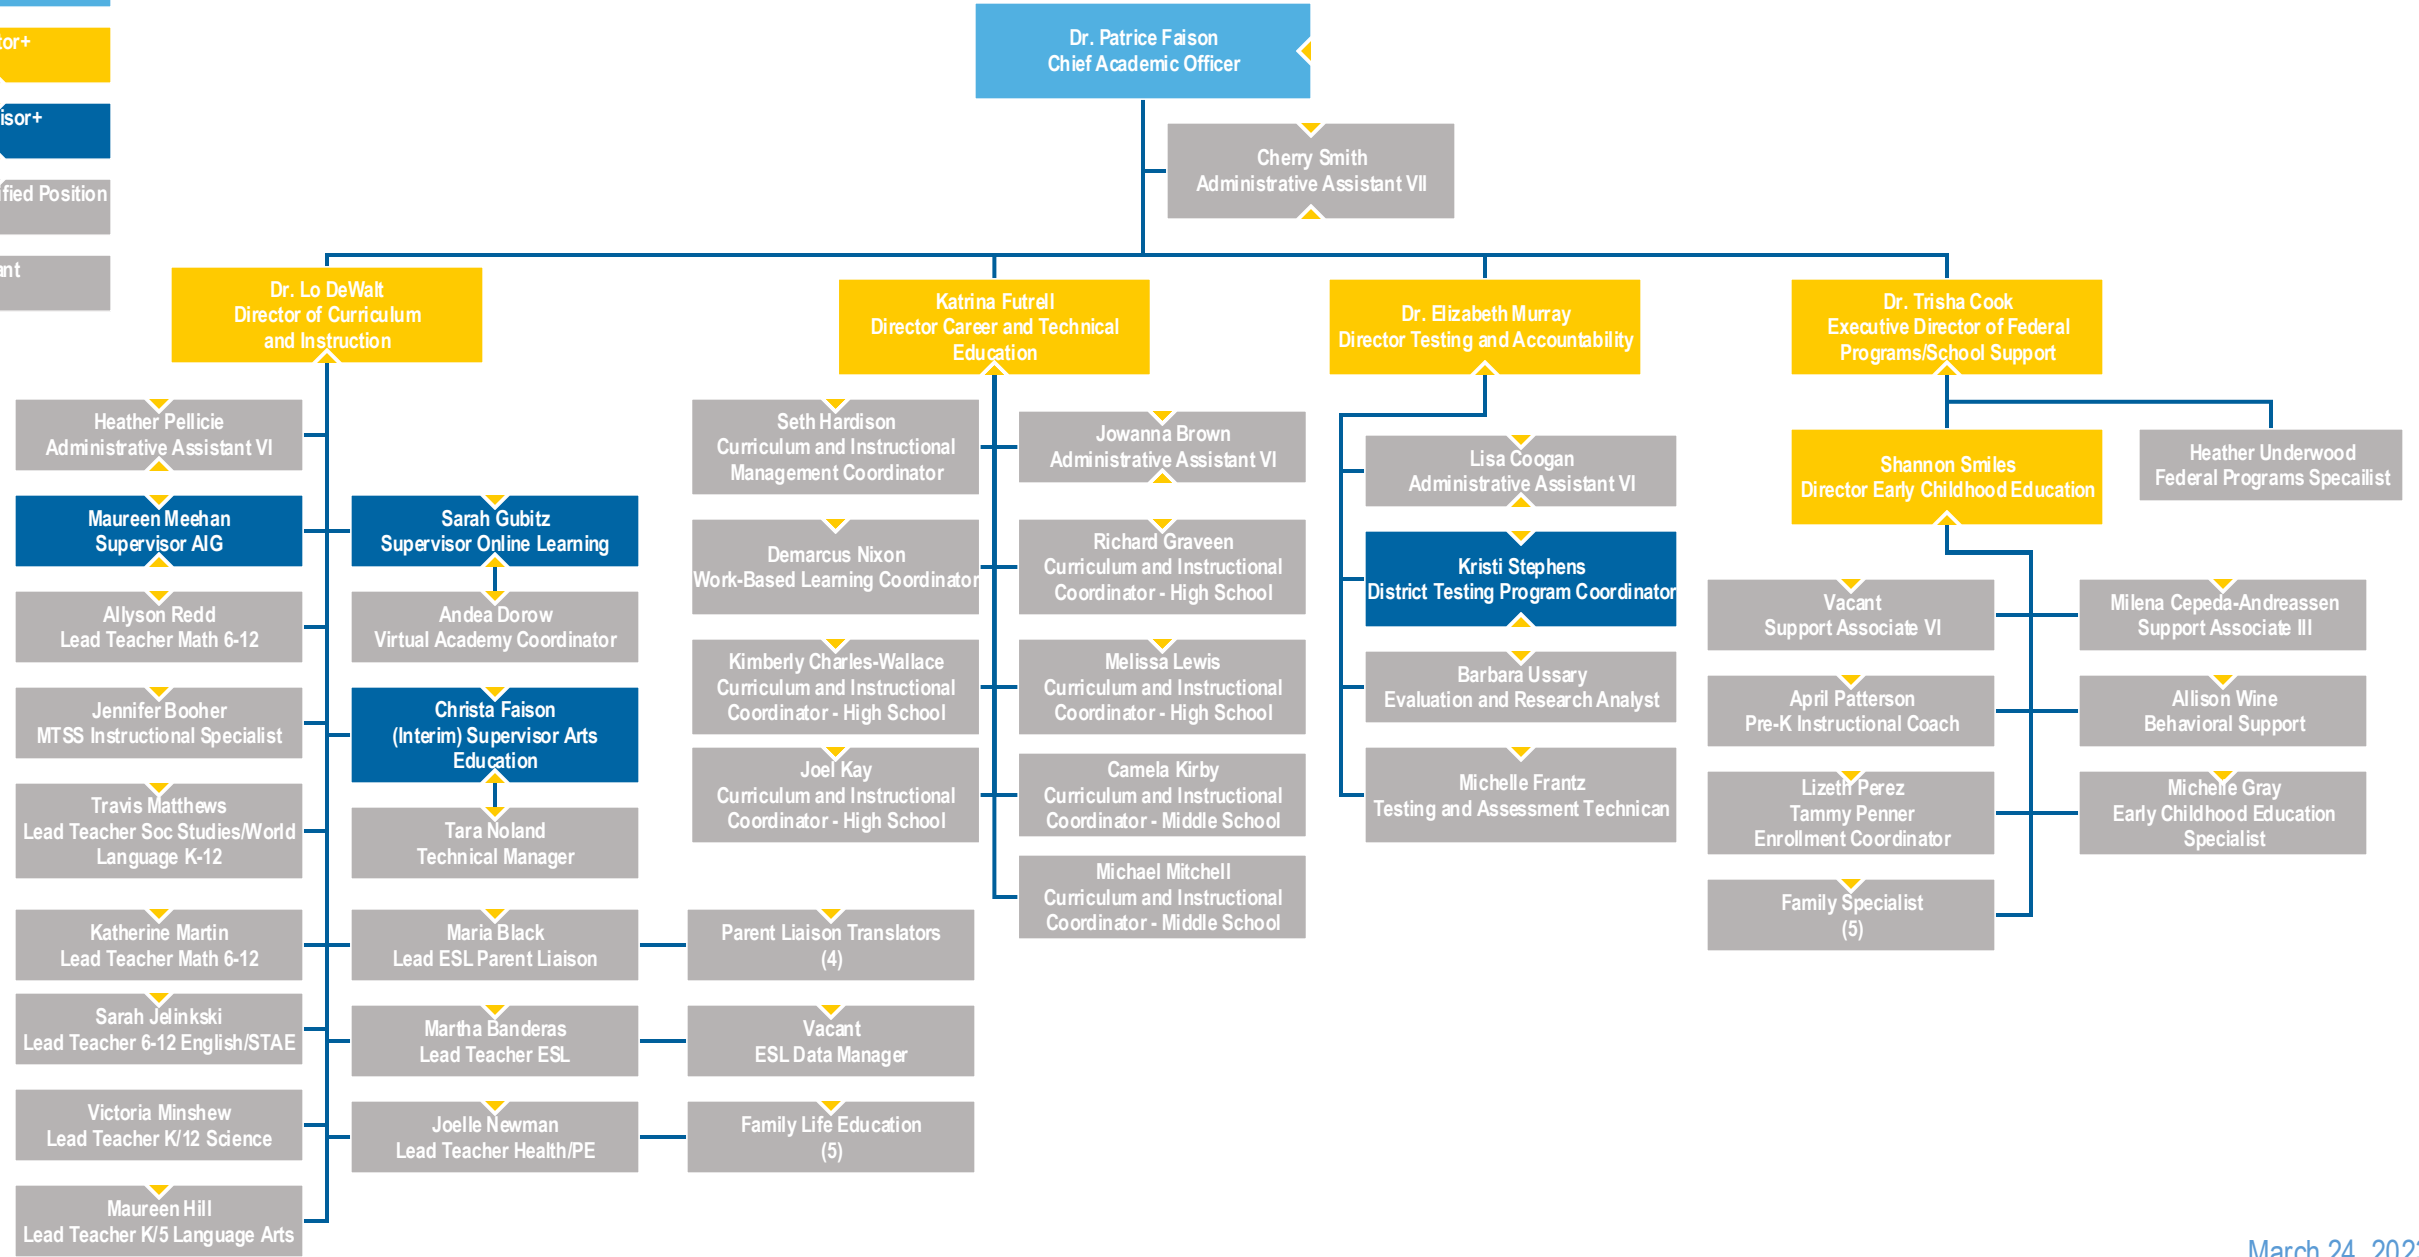 Dr. Patrice Faison
Chief Academic Officer
Cherry Smith
Administrative Assistant VII
Position
Dr. Lo DeWalt
Director of Curriculum
and Instruction
Katrina Futrell
Director Career and Technical
Education
Dr. Elizabeth Murray
Director Testing and Accountability
Dr. Trisha Cook
Executive Director of Federal
Programs/School Support
Heather Pellicie
Administrative Assistant VI
Maureen Meehan
Supervisor AIG
Sarah Gubitz
Supervisor Online Learning
Allyson Redd
Lead Teacher Math 6-12
Andea Dorow
Virtual Academy Coordinator
Jennifer Booher
MTSS Instructional Specialist
Christa Faison
(Interim) Supervisor Arts
Education
Travis Matthews
Lead Teacher Soc Studies/World
Language K-12
Tara Noland
Technical Manager
Katherine Martin
Lead Teacher Math 6-12
Maria Black
Lead ESL Parent Liaison
Parent Liaison Translators
(4)
Sarah Jelinkski
Lead Teacher 6-12 English/STAE
Martha Banderas
Lead Teacher ESL
Vacant
ESL Data Manager
Victoria Minshew
Lead Teacher K/12 Science
Joelle Newman
Lead Teacher Health/PE
Family Life Education
(5)
Maureen Hill
Lead Teacher K/5 Language Arts
Seth Hardison
Curriculum and Instructional
Management Coordinator
Jowanna Brown
Administrative Assistant VI
Demarcus Nixon
Work-Based Learning Coordinator
Richard Graveen
Curriculum and Instructional
Coordinator - High School
Kimberly Charles-Wallace
Curriculum and Instructional
Coordinator - High School
Melissa Lewis
Curriculum and Instructional
Coordinator - High School
Joel Kay
Curriculum and Instructional
Coordinator - High School
Camela Kirby
Curriculum and Instructional
Coordinator - Middle School
Michael Mitchell
Curriculum and Instructional
Coordinator - Middle School
Lisa Coogan
Administrative Assistant VI
Kristi Stephens
District Testing Program Coordinator
Barbara Ussary
Evaluation and Research Analyst
Michelle Frantz
Testing and Assessment Technican
Shannon Smiles
Director Early Childhood Education
Heather Underwood
Federal Programs Specailist
Vacant
Support Associate VI
Milena Cepeda-Andreassen
Support Associate III
April Patterson
Pre-K Instructional Coach
Allison Wine
Behavioral Support
Lizeth Perez
Tammy Penner
Enrollment Coordinator
Michelle Gray
Early Childhood Education
Specialist
Family Specialist
(5)
March 24,